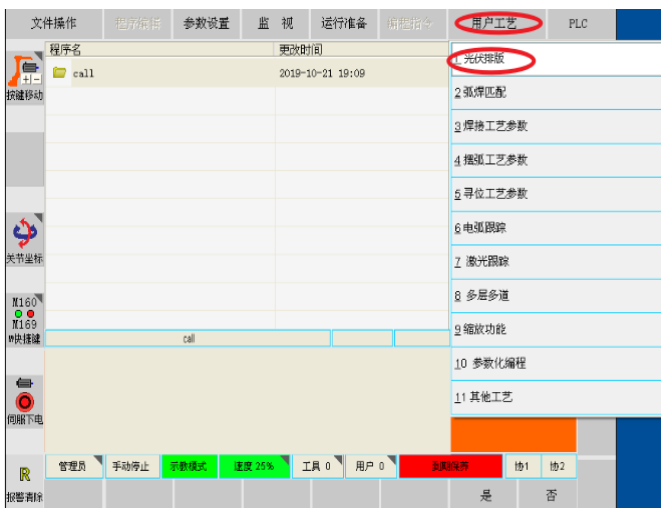 文件操作
程序编辑
参数设置
监 视
运行准备
用户工艺
PLC
程序名
更改时间
call
2019-10-21 19:09
按键移动
关节坐标
M160
M169
M快捷键
伺服下电
R
报警清除
1 光伏排版
2 弧焊匹配
3 焊接工艺参数
4 摆弧工艺参数
5 寻位工艺参数
6 电弧跟踪
7 激光跟踪
8 多层多道
9 缩放功能
10 参数化编程
11 其他工艺
call
管理员
手动停止
示教模式
速度 25%
工具 0
用户 0
协1
协2
是
否